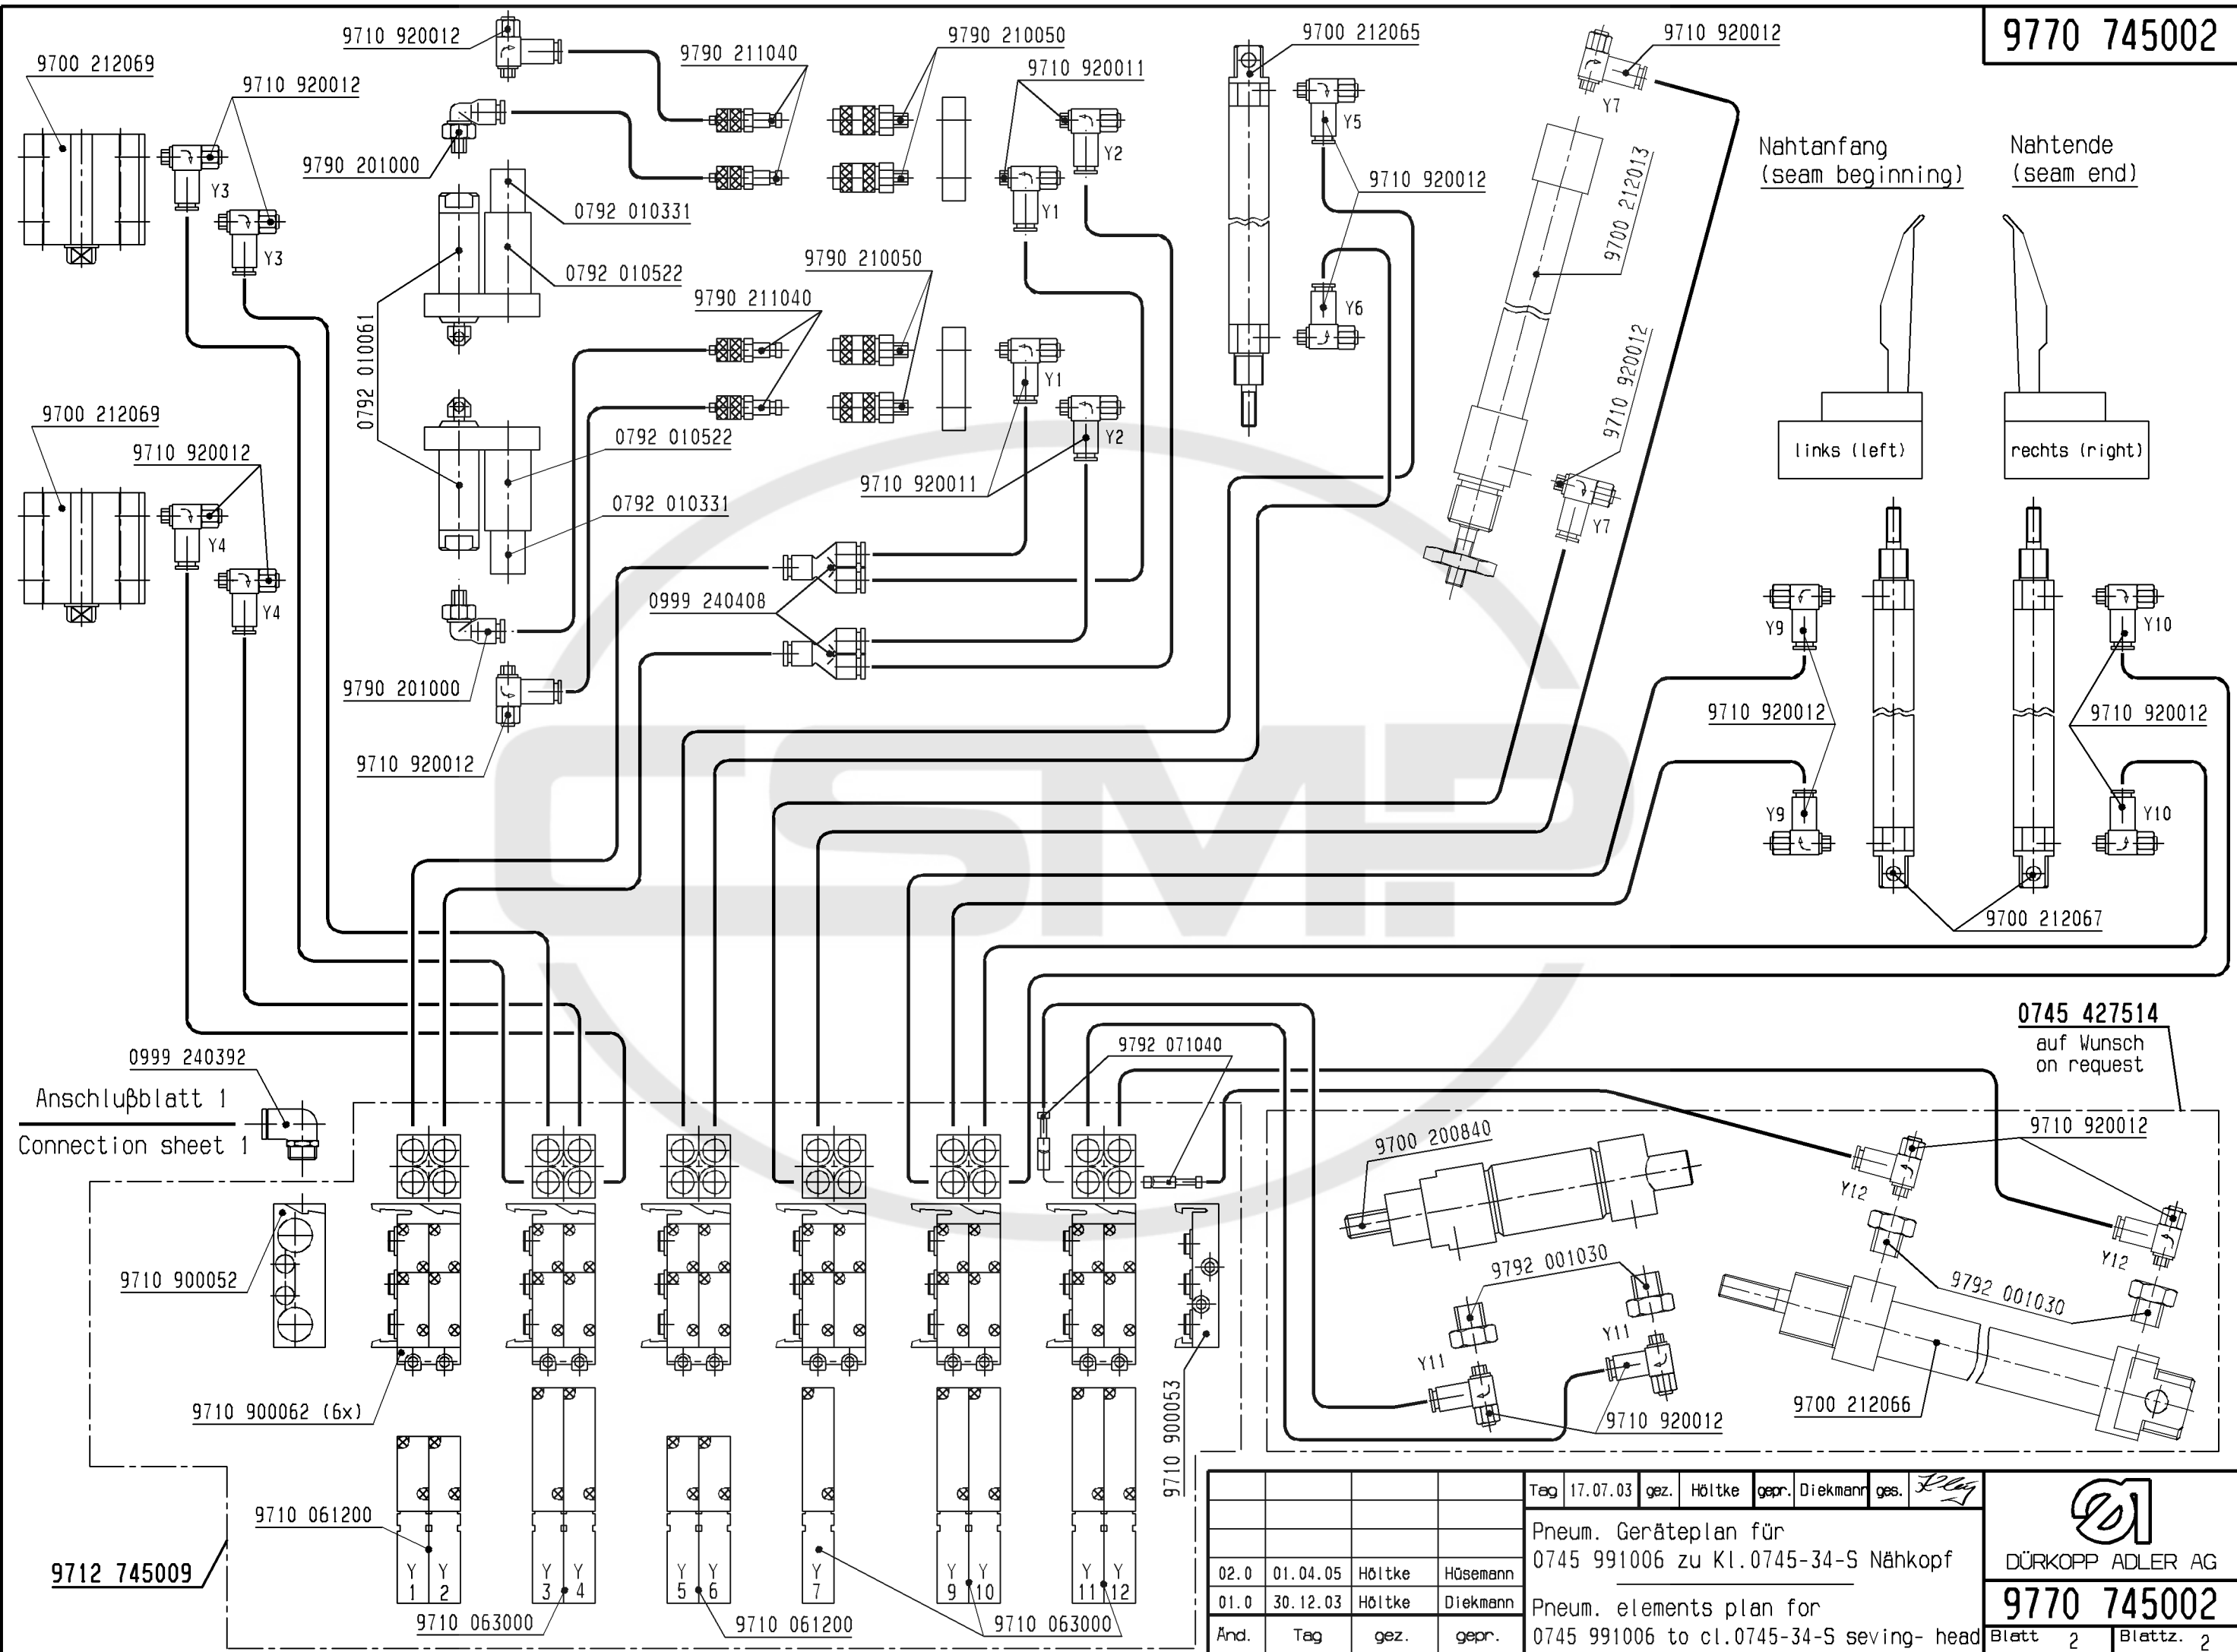 9770 745002
9710 920012
9700 212069
9710 920012
9790 211040
9790 210050
9710 920011
9700 212065
9710 920012
Y7
Y3
Y3
9790 201000
0792 010331
0792 010522
Y2
Y1
Y5
9710 920012
Y6
9700 212013
Nahtanfang
(seam beginning)
Nahtende
(seam end)
0792 010061
9790 210050
9790 211040
Y1
Y2
9710 920011
9710 920012
Y7
links (left)
rechts (right)
9700 212069
9710 920012
Y4
Y4
0792 010522
0792 010331
0999 240408
9790 201000
9710 920012
Y9
Y10
9710 920012
9710 920012
Y9
Y10
9700 212067
CSMP
0745 427514
auf Wunsch
on request
0999 240392
Anschlußblatt 1
Connection sheet 1
9792 071040
9700 200840
9710 920012
Y12
Y12
9792 001030
9792 001030
Y11
Y11
9710 920012
9700 212066
9710 900052
9710 900062 (6x)
9710 900053
9710 061200
9712 745009
Y 1 Y 2
Y 3 Y 4
Y 5 Y 6
Y 7
Y 9 Y 10
Y 11 Y 12
9710 063000
9710 061200
9710 063000
Tag 17.07.03 gez. Höltke gepr. Diekmann ges.
Pneum. Geräteplan für
0745 991006 zu Kl.0745-34-S Nähkopf
Pneum. elements plan for
0745 991006 to cl.0745-34-S seving- head
02.0 01.04.05 Höltke Hüsemann
01.0 30.12.03 Höltke Diekmann
Änd. Tag gez. gepr.
DÜRKOPP ADLER AG
9770 745002
Blatt 2 Blattz. 2